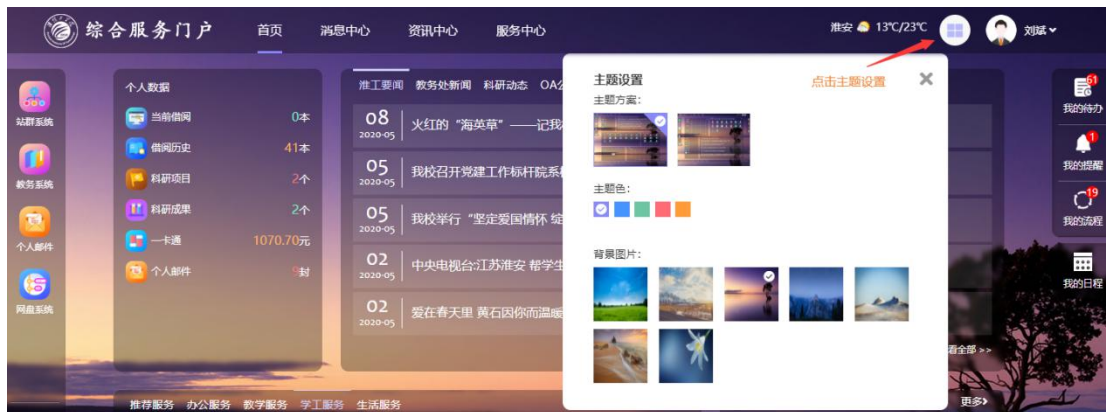 综合服务门户
首页
消息中心
资讯中心
服务中心
淮安 13℃/23℃
刘斌
站群系统
教务系统
个人邮件
网盘系统
个人数据
当前借阅 0本
借阅历史 41本
科研项目 2个
科研成果 2个
一卡通 1070.70元
个人邮件 9封
淮工要闻 教务处新闻 科研动态 OA公
08
2020-05
火红的“海英草”——记我
05
2020-05
我校召开党建工作标杆院系
05
2020-05
我校举行“坚定爱国情怀 绽
02
2020-05
中央电视台:江苏淮安 帮学生
02
2020-05
爱在春天里 黄石因你而温暖
主题设置
点击主题设置
主题方案:
主题色:
背景图片:
61
我的待办
1
我的提醒
19
我的流程
我的日程
看全部 >>
推荐服务 办公服务 教学服务 学工服务 生活服务
更多